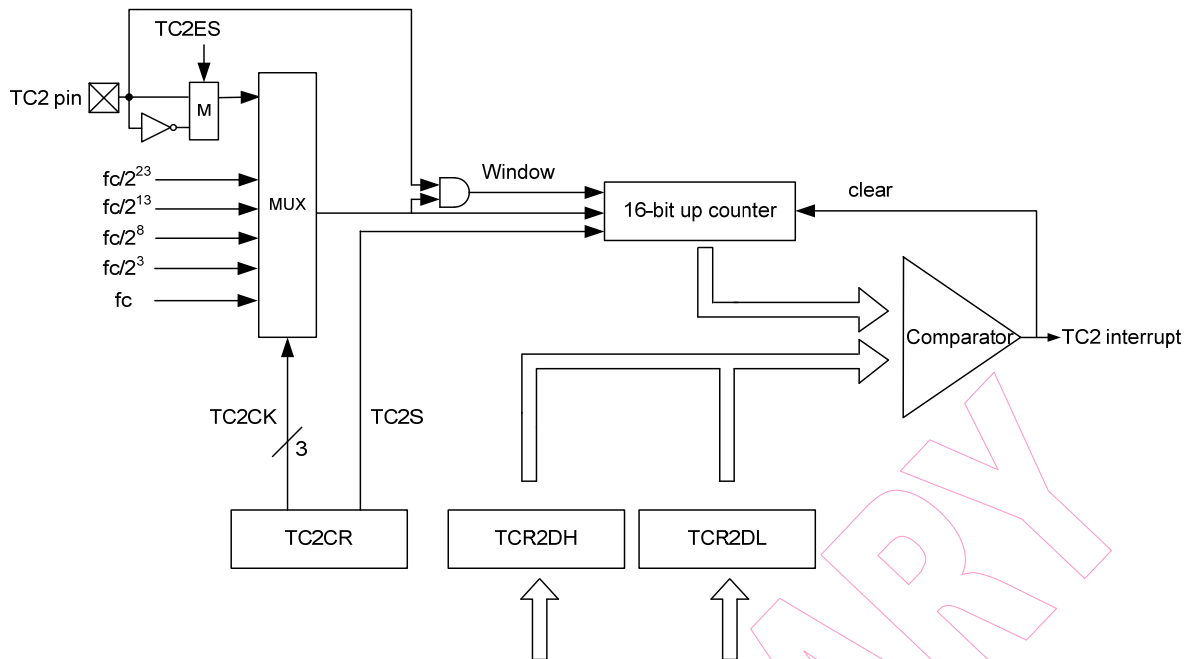 TC2ES
TC2 pin
M
fc/2^23
fc/2^13
fc/2^8
fc/2^3
fc
MUX
Window
16-bit up counter
clear
Comparator
TC2 interrupt
TC2CK
3
TC2S
TC2CR
TCR2DH
TCR2DL
ARY